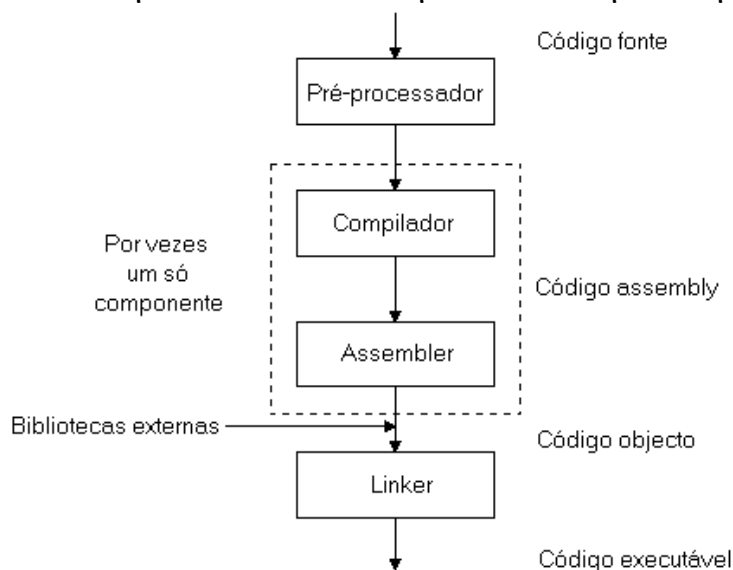 Código fonte
Pré-processador
Compilador
Por vezes
um só
componente
Código assembly
Assembler
Bibliotecas externas
Código objecto
Linker
Código executável